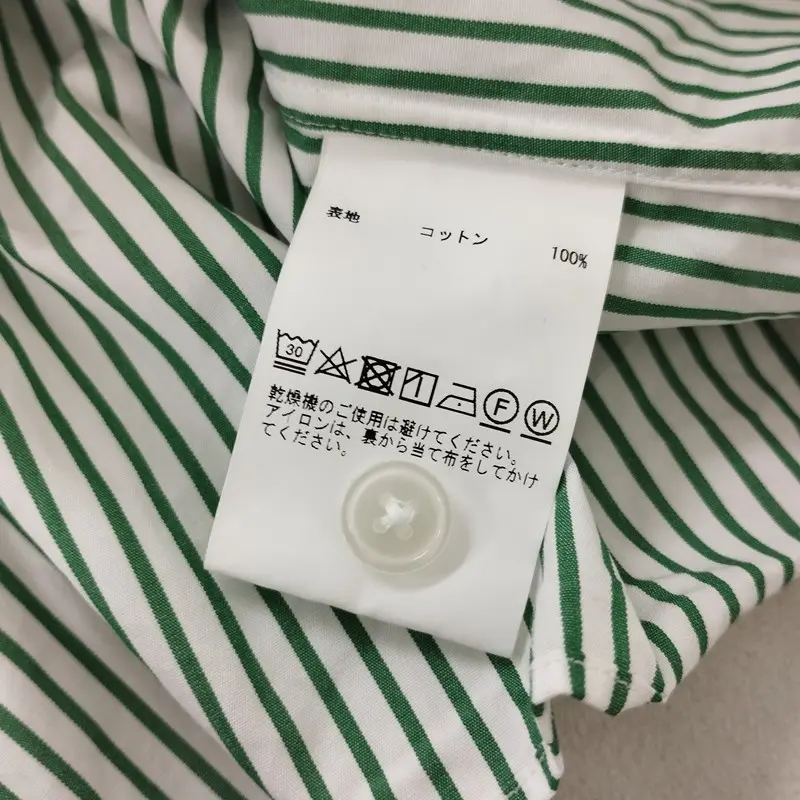 表地 コットン 100%
30 F W
乾燥機のご使用は避けてください。
アイロンは、裏から当て布をしてかけ
てください。